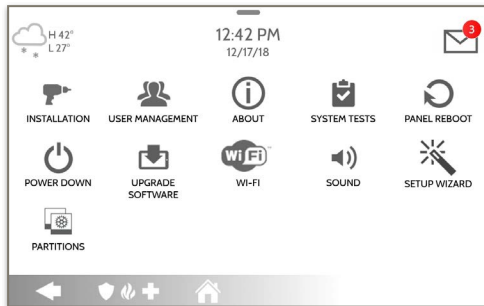 H 42°
L 27°
12:42 PM
12/17/18
3
INSTALLATION
USER MANAGEMENT
ABOUT
SYSTEM TESTS
PANEL REBOOT
POWER DOWN
UPGRADE
SOFTWARE
Wi Fi
WI-FI
SOUND
SETUP WIZARD
PARTITIONS